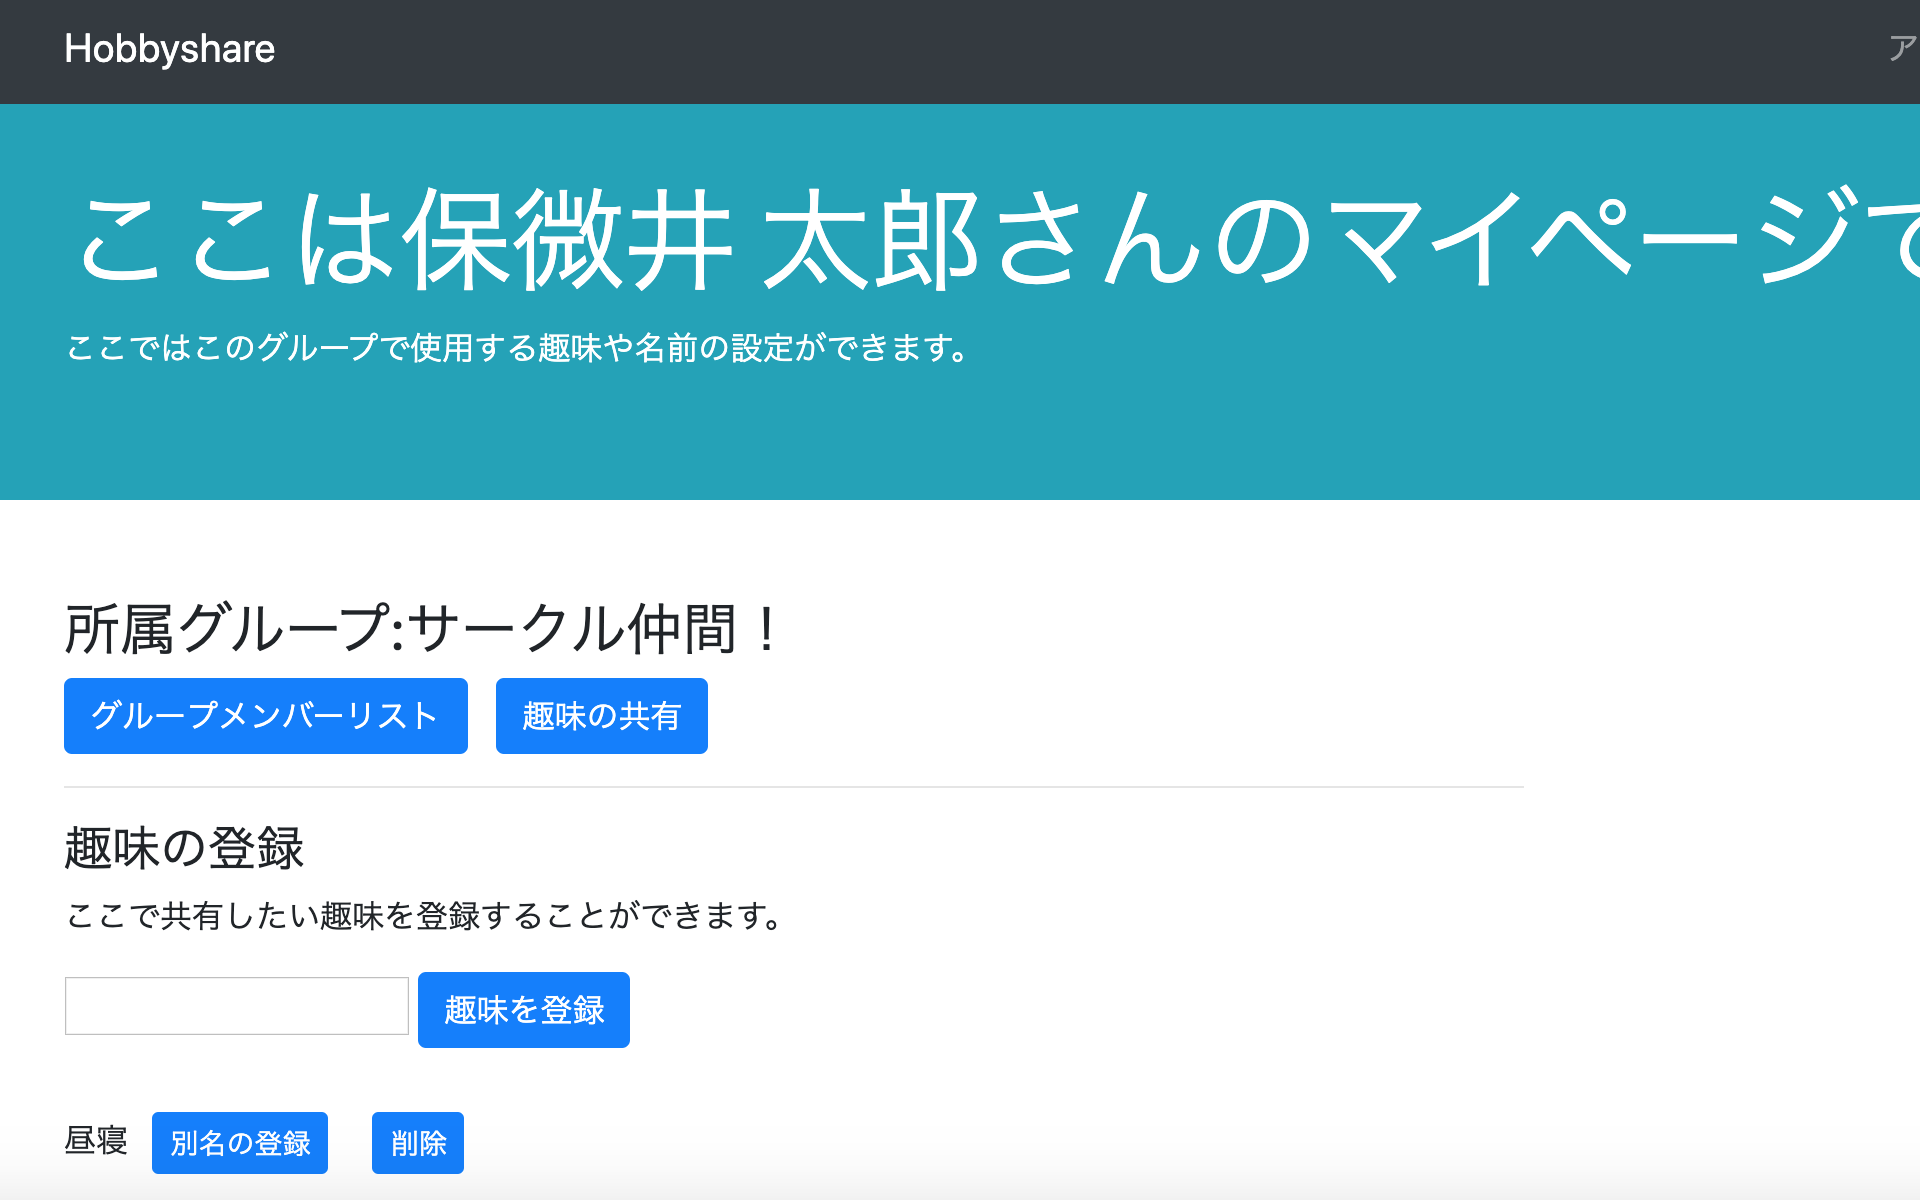 Hobbyshare ア
ここは保微井 太郎さんのマイページで
ここではこのグループで使用する趣味や名前の設定ができます。
所属グループ:サークル仲間！
グループメンバーリスト 趣味の共有
趣味の登録
ここで共有したい趣味を登録することができます。
趣味を登録
昼寝 別名の登録 削除